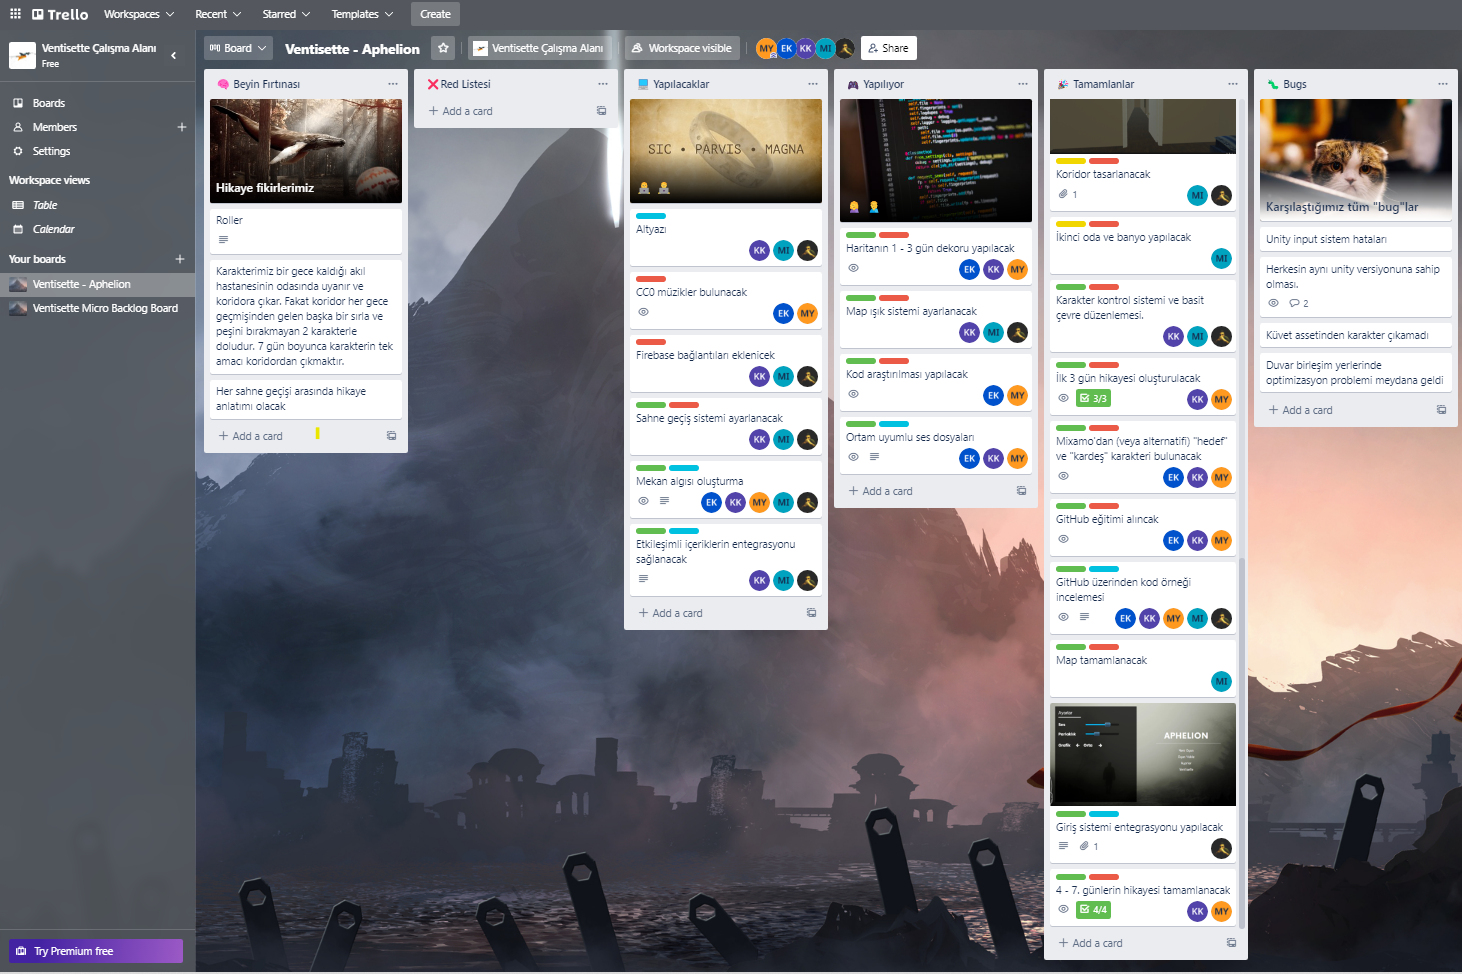 Trello
Workspaces
Recent
Starred
Templates
Create
Ventisette Çalışma Alanı
Free
Boards
Members
Settings
Workspace views
Table
Calendar
Your boards
Ventisette - Aphelion
Ventisette Micro Backlog Board
Try Premium free
Board
Ventisette - Aphelion
Ventisette Çalışma Alanı
Workspace visible
MY EK KK MI
Share
Beyin Fırtınası
Hikaye fikirlerimiz
Roller
Karakterimiz bir gece kaldığı akıl
hastanesinin odasında uyanır ve
koridora çıkar. Fakat koridor her gece
geçmişinden gelen başka bir sırla ve
peşini bırakmayan 2 karakterle
doludur. 7 gün boyunca karakterin tek
amacı koridordan çıkmaktır.
Her sahne geçişi arasında hikaye
anlatımı olacak
Add a card
Red Listesi
Add a card
Yapılacaklar
SIC • PARVIS • MAGNA
Altyazı
KK MI
CC0 müzikler bulunacak
EK MY
Firebase bağlantıları eklenicek
KK MI
Sahne geçiş sistemi ayarlanacak
KK MI
Mekan algısı oluşturma
EK KK MY MI
Etkileşimli içeriklerin entegrasyonu
sağlanacak
KK MI
Add a card
Yapılıyor
Haritanın 1 - 3 gün dekoru yapılacak
EK KK MY
Map ışık sistemi ayarlanacak
KK MI
Kod araştırılması yapılacak
EK MY
Ortam uyumlu ses dosyaları
EK KK MY
Add a card
Tamamlanlar
Koridor tasarlanacak
1
MI
İkinci oda ve banyo yapılacak
MI
Karakter kontrol sistemi ve basit
çevre düzenlemesi.
KK MI
İlk 3 gün hikayesi oluşturulacak
3/3
KK MY
Mixamo'dan (veya alternatifi) "hedef"
ve "kardeş" karakteri bulunacak
EK KK MY
GitHub eğitimi alıncak
EK KK MY
GitHub üzerinden kod örneği
incelemesi
EK KK MY MI
Map tamamlanacak
MI
APHELION
Giriş sistemi entegrasyonu yapılacak
1
4 - 7. günlerin hikayesi tamamlanacak
4/4
KK MY
Add a card
Bugs
Karşılaştığımız tüm "bug"lar
Unity input sistem hataları
Herkesin aynı unity versiyonuna sahip
olması.
2
Küvet assetinden karakter çıkamadı
Duvar birleşim yerlerinde
optimizasyon problemi meydana geldi
Add a card